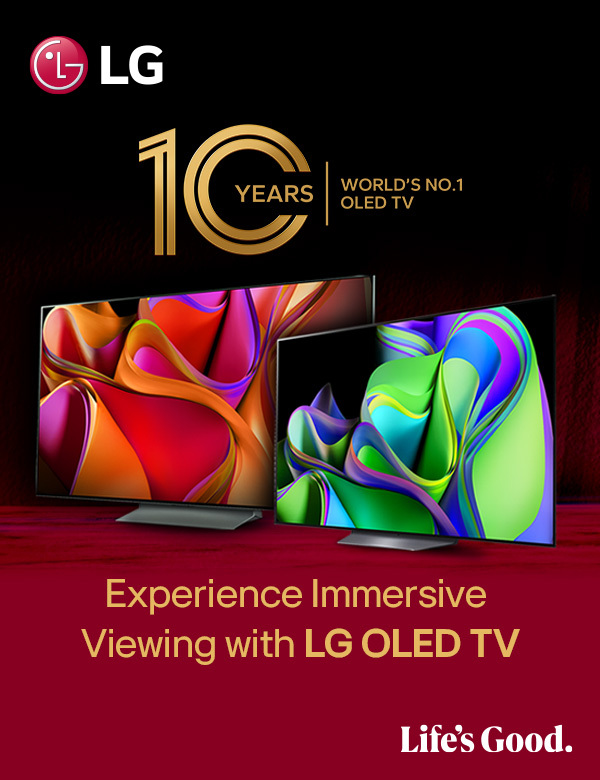 LG
10 YEARS
WORLD'S NO.1
OLED TV
Experience Immersive
Viewing with LG OLED TV
Life's Good.